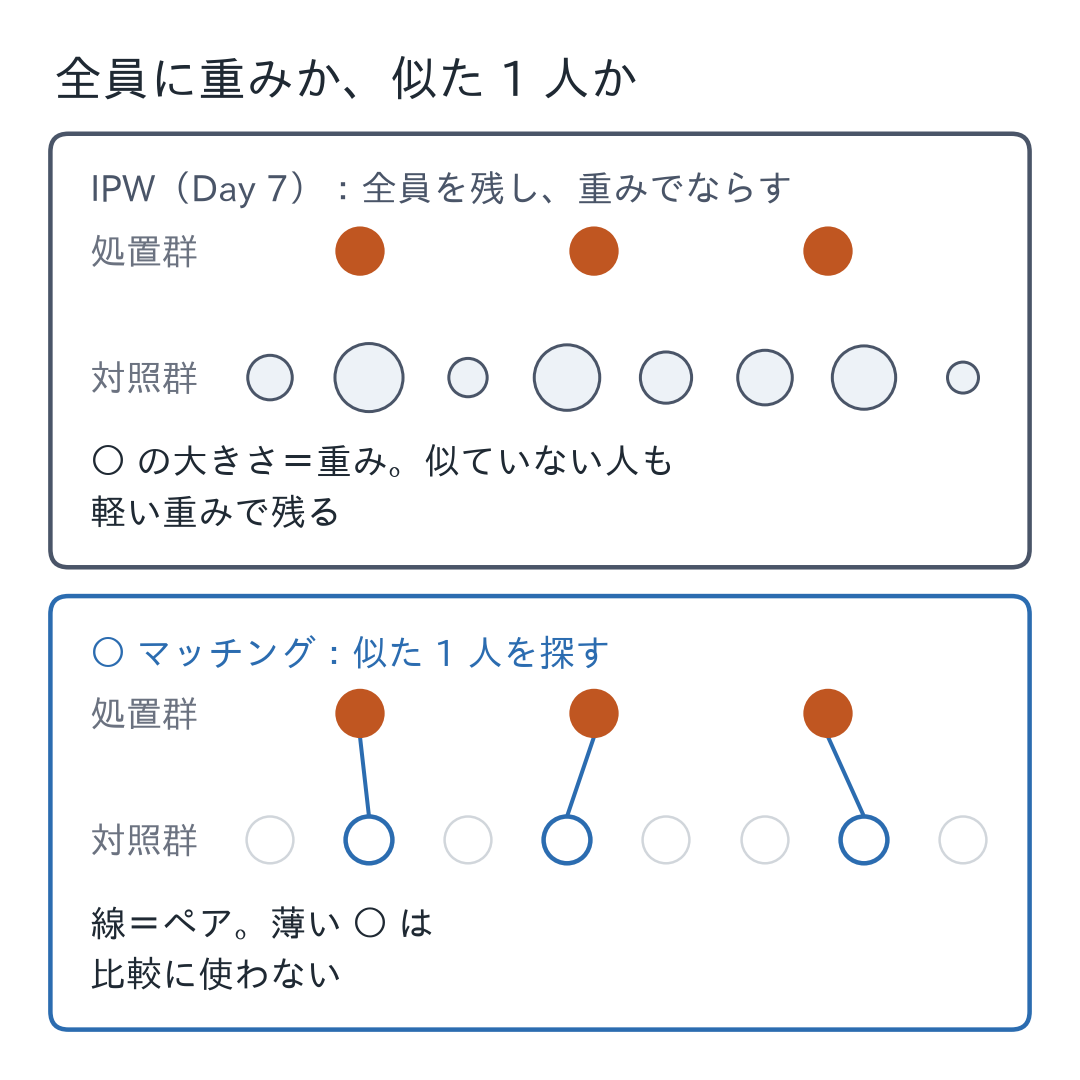 全員に重みか、似た 1 人か
IPW（Day 7）：全員を残し、重みでならす
処置群
対照群
〇 の大きさ＝重み。似ていない人も
軽い重みで残る
〇 マッチング：似た 1 人を探す
処置群
対照群
線＝ペア。薄い 〇 は
比較に使わない